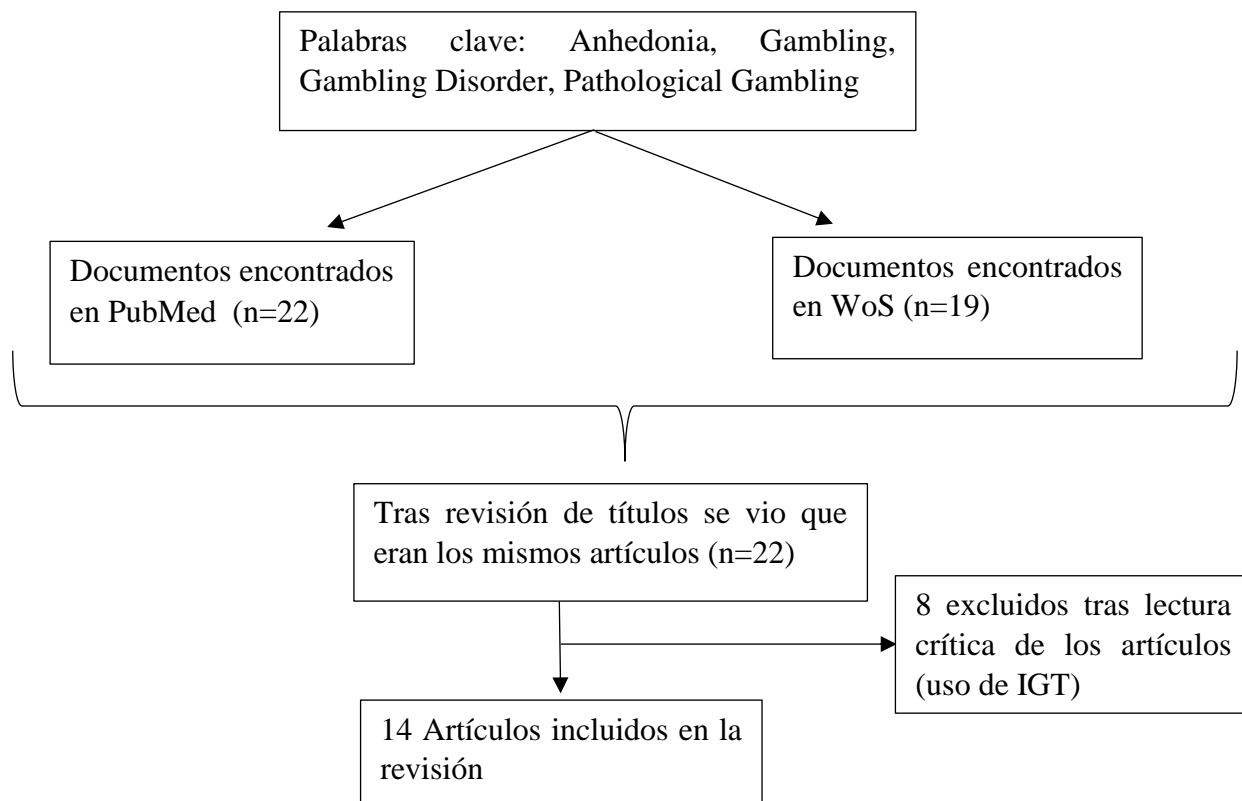 Palabras clave: Anhedonia, Gambling,
Gambling Disorder, Pathological Gambling
Documentos encontrados
en PubMed (n=22)
Documentos encontrados
en WoS (n=19)
Tras revisión de títulos se vio que
eran los mismos artículos (n=22)
8 excluidos tras lectura
crítica de los artículos
(uso de IGT)
14 Artículos incluidos en la
revisión